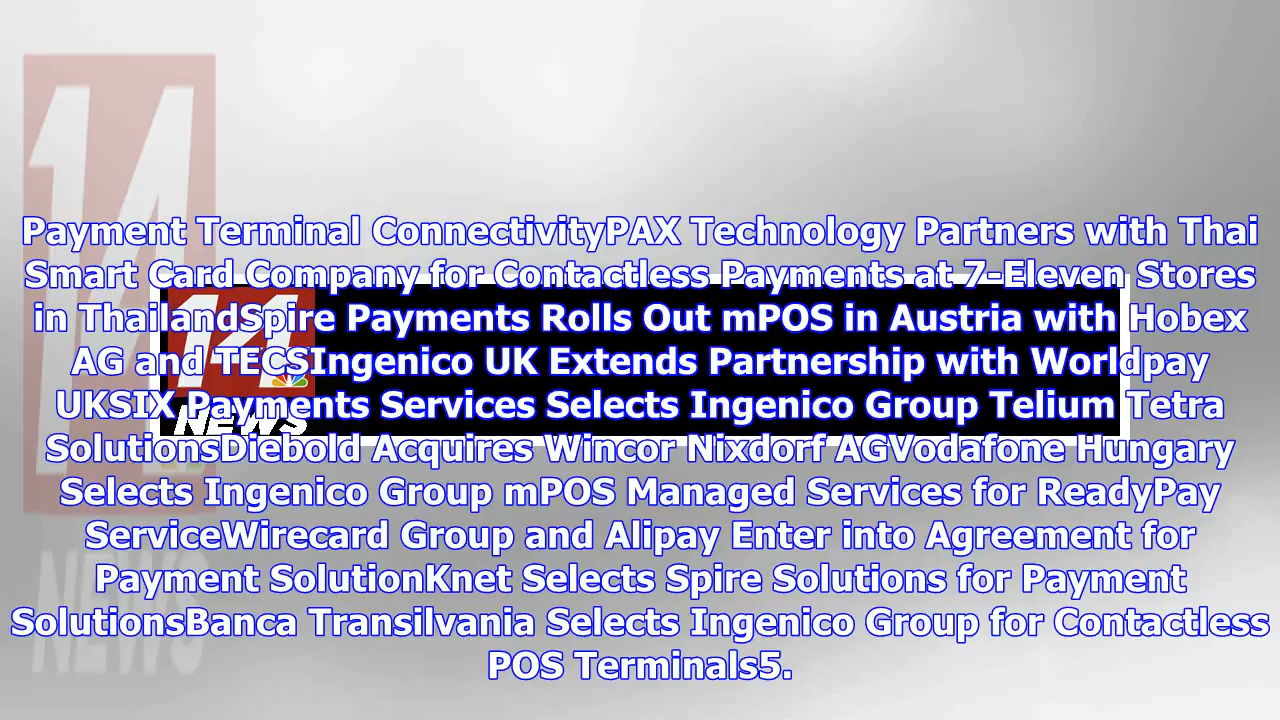 14
NEWS
Payment Terminal ConnectivityPAX Technology Partners with Thai
Smart Card Company for Contactless Payments at 7-Eleven Stores
in ThailandSpire Payments Rolls Out mPOS in Austria with Hobex
AG and TECSIngenico UK Extends Partnership with Worldpay
UKSIX Payments Services Selects Ingenico Group Telium Tetra
SolutionsDiebold Acquires Wincor Nixdorf AGVodafone Hungary
Selects Ingenico Group mPOS Managed Services for ReadyPay
ServiceWirecard Group and Alipay Enter into Agreement for
Payment SolutionKnet Selects Spire Solutions for Payment
SolutionsBanca Transilvania Selects Ingenico Group for Contactless
POS Terminals5.
14
NEWS